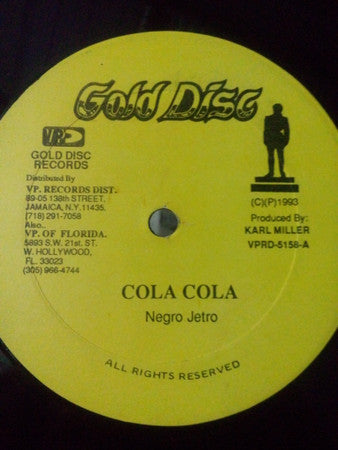 Gold Disc
VP
GOLD DISC
RECORDS
Distributed By
VP. RECORDS DIST.
89-05 138th STREET.
JAMAICA, N.Y. 11435.
(718) 291-7058
Also..
VP. OF FLORIDA.
5893 S.W. 21st. ST.
W. HOLLYWOOD,
FL. 33023
(305) 966-4744
(C)(P)1993
Produced By:
KARL MILLER
VPRD-5158-A
COLA COLA
Negro Jetro
ALL RIGHTS RESERVED